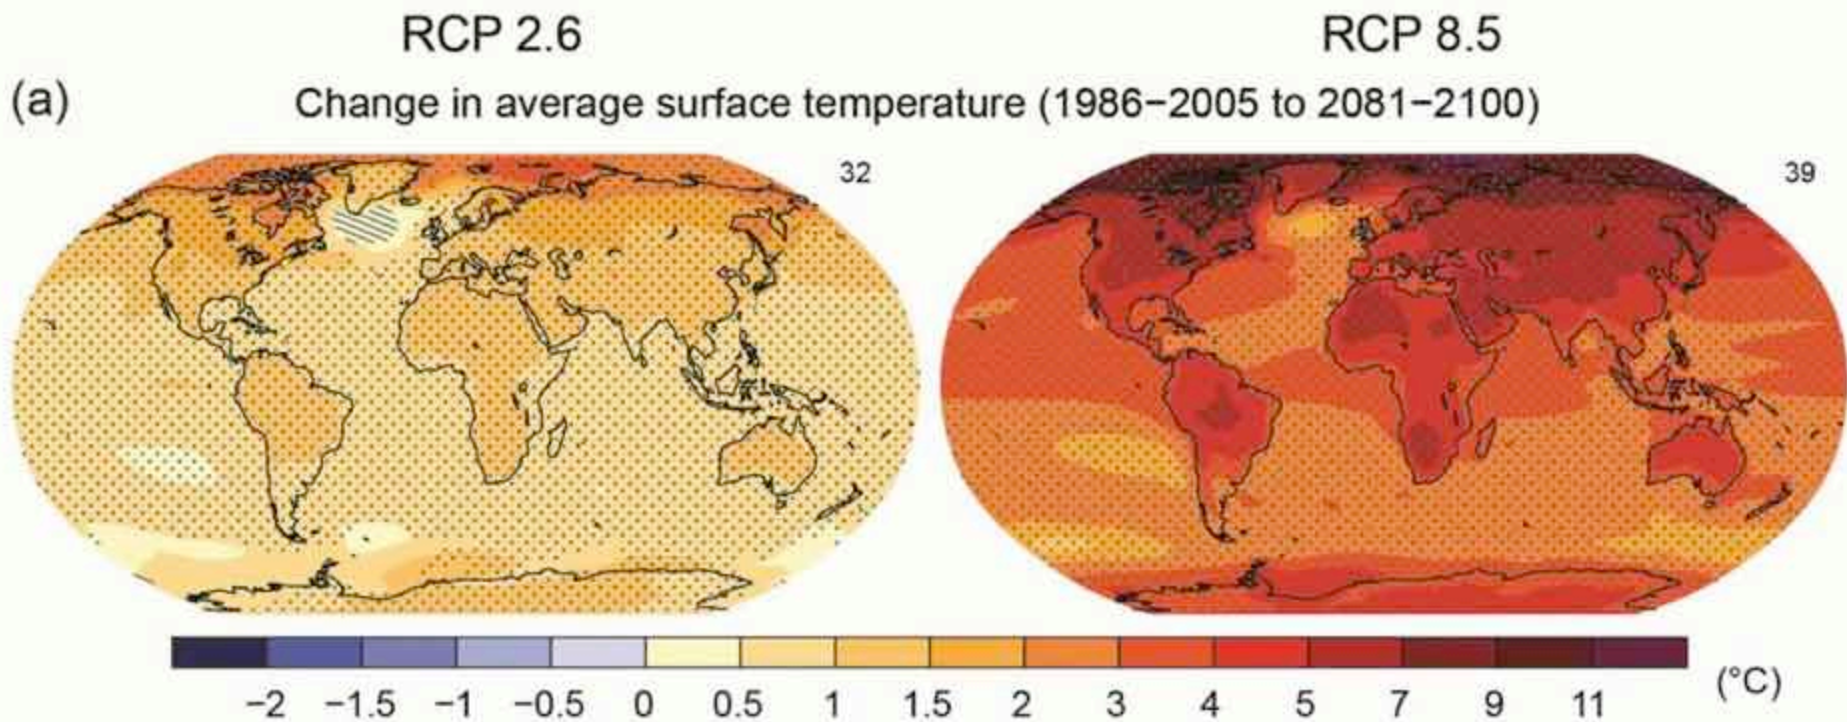 RCP 2.6 RCP 8.5
(a) Change in average surface temperature (1986−2005 to 2081−2100)
32 39
−2 −1.5 −1 −0.5 0 0.5 1 1.5 2 3 4 5 7 9 11 (°C)